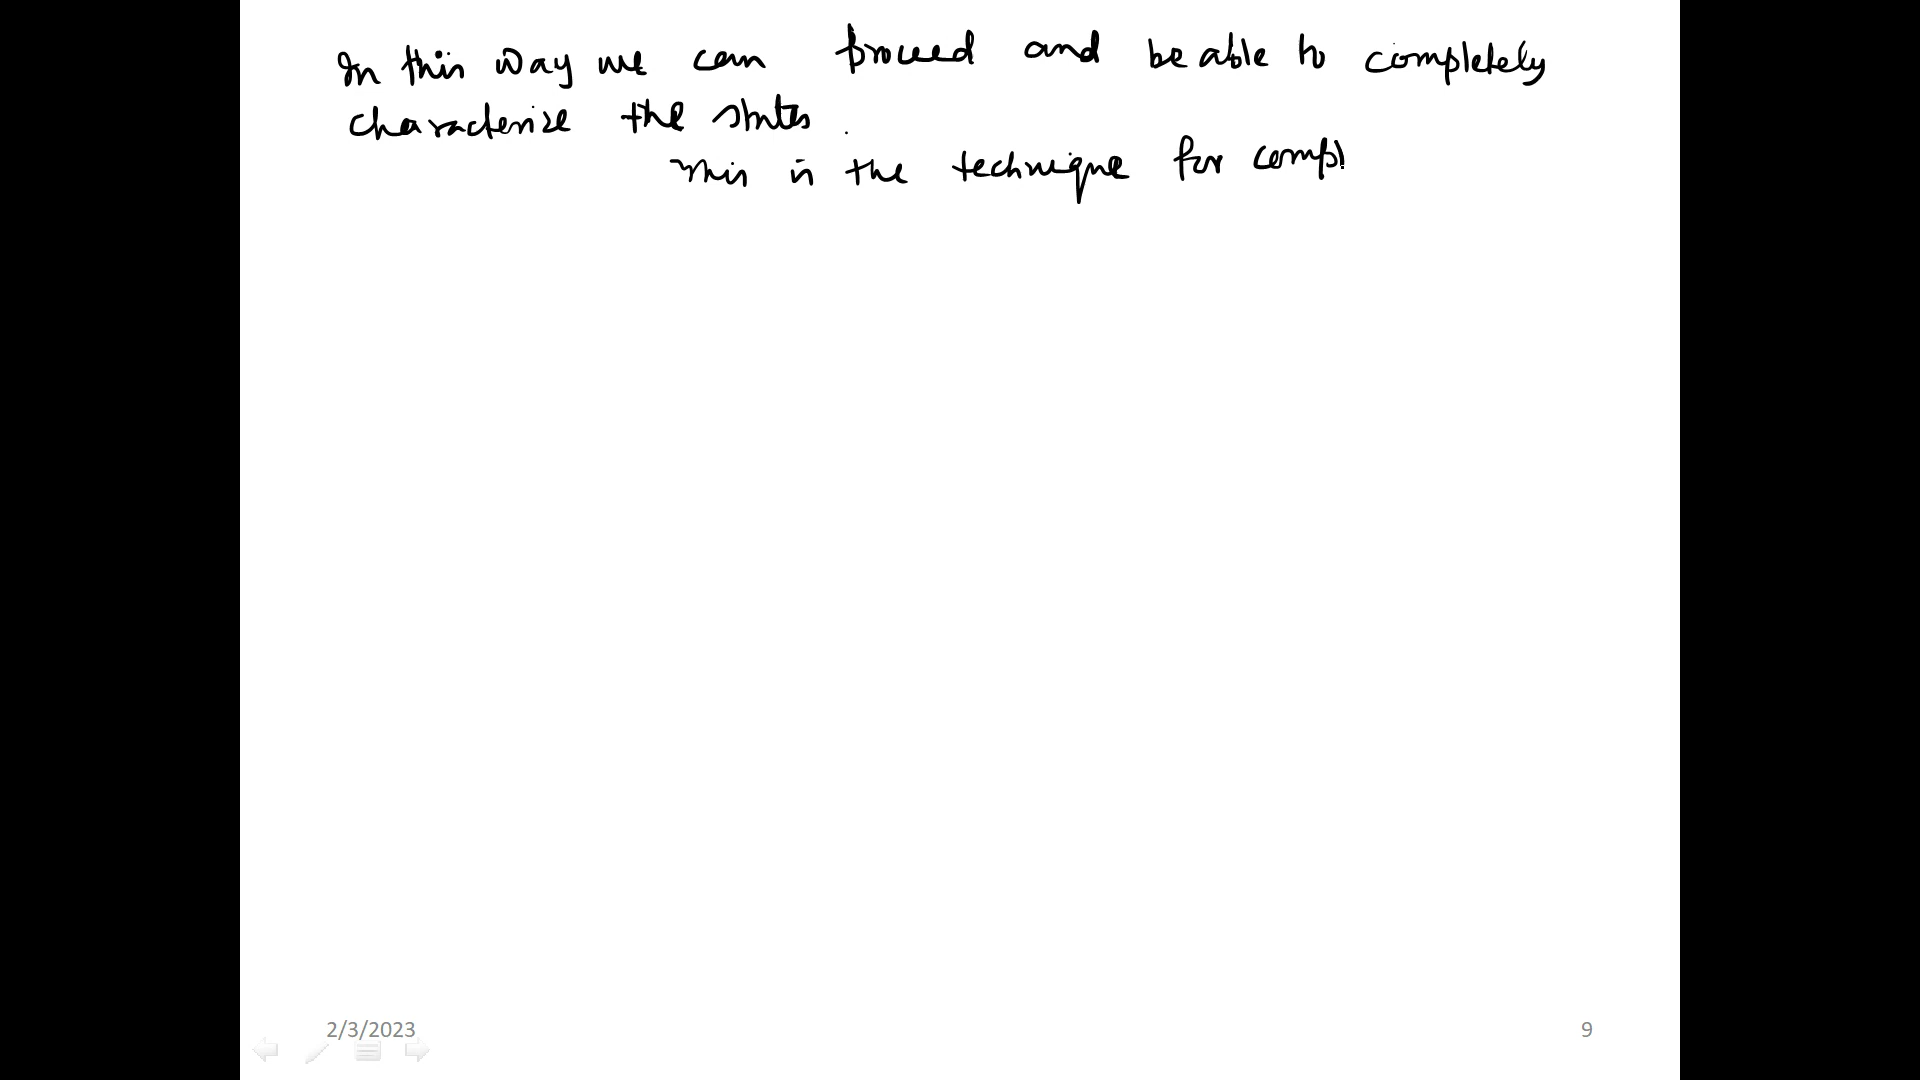 In this way we can proceed and be able to completely
characterize the states.
This is the technique for compl
2/3/2023
9